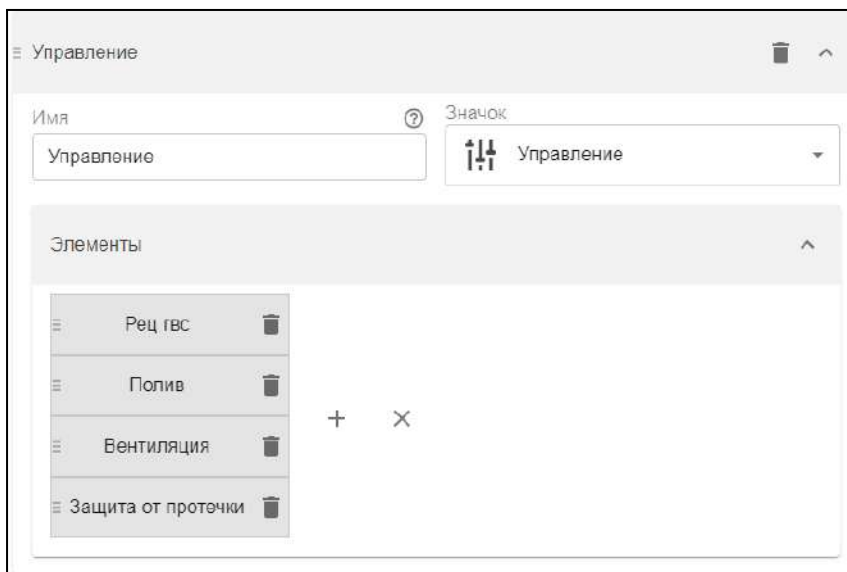 Управление
Имя
Значок
Управление
Управление
Элементы
Рец гвс
Полив
Вентиляция
Защита от протечки